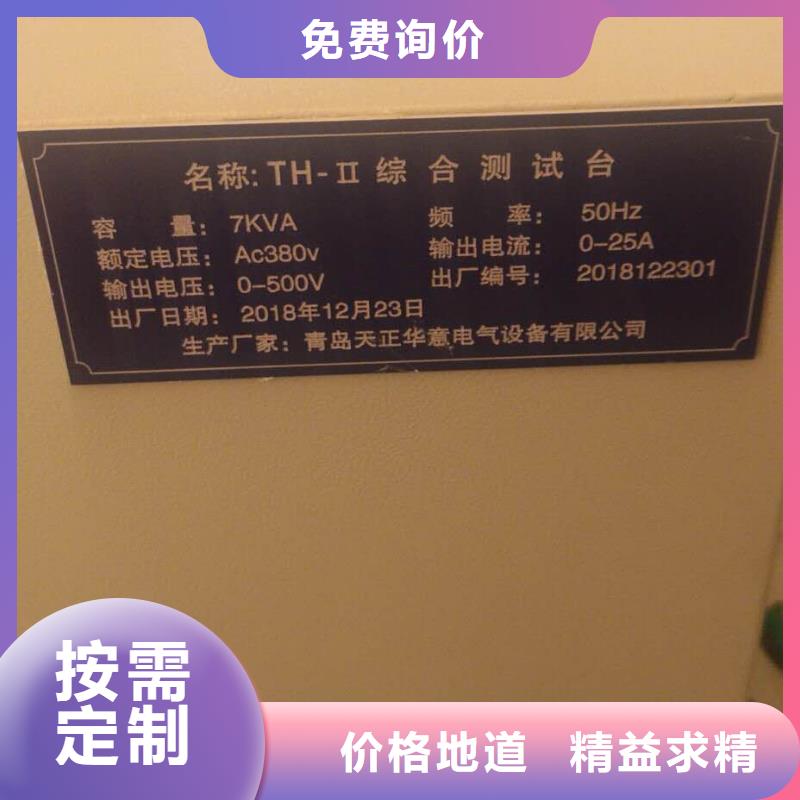 免费询价
名称: TH-Ⅱ 综合测试台
容 量: 7KVA 频 率: 50Hz
额定电压: Ac380v 输出电流: 0-25A
输出电压: 0-500V 出厂编号: 2018122301
出厂日期: 2018年12月23日
生产厂家: 青岛天正华意电气设备有限公司
按需
定制
价格地道 精益求精